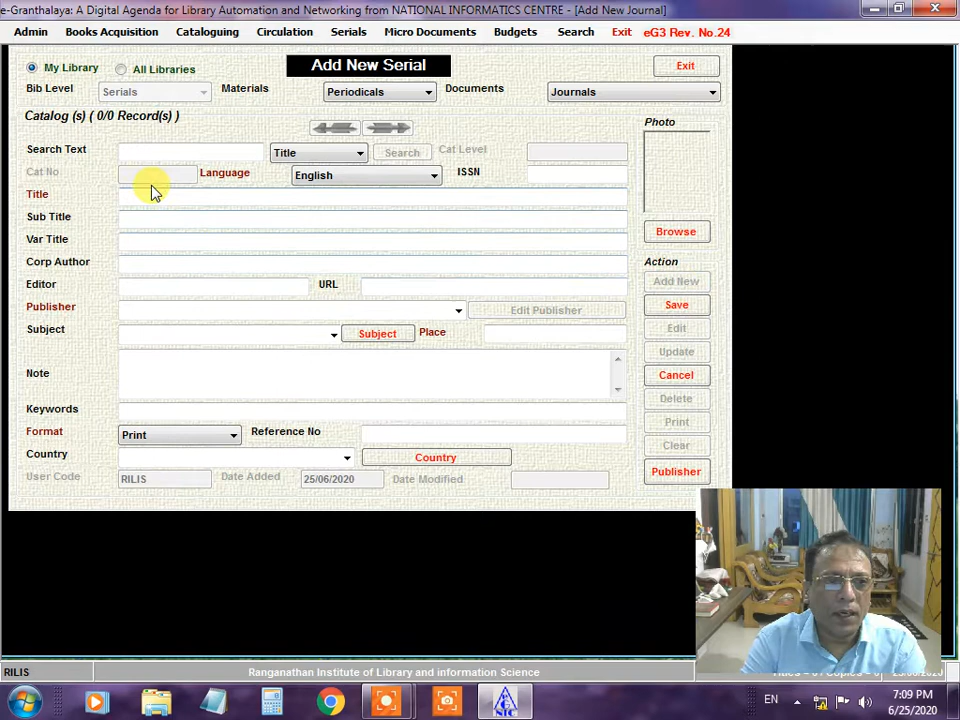 e-Granthalaya: A Digital Agenda for Library Automation and Networking from NATIONAL INFORMATICS CENTRE - [Add New Journal]
Admin Books Acquisition Cataloguing Circulation Serials Micro Documents Budgets Search Exit eG3 Rev. No.24
My Library All Libraries Add New Serial Exit
Bib Level Serials Materials Periodicals Documents Journals
Catalog (s) ( 0/0 Record(s) ) Photo
Search Text Title Search Cat Level
Cat No Language English ISSN
Title
Sub Title
Browse
Var Title
Corp Author Action
Editor URL Add New
Publisher Edit Publisher Save
Subject Subject Place Edit
Update
Note Cancel
Delete
Keywords
Print
Format Print Reference No Clear
Country Country
Publisher
User Code RILIS Date Added 25/06/2020 Date Modified
RILIS Ranganathan Institute of Library and information Science
NIC
EN 7:09 PM
6/25/2020